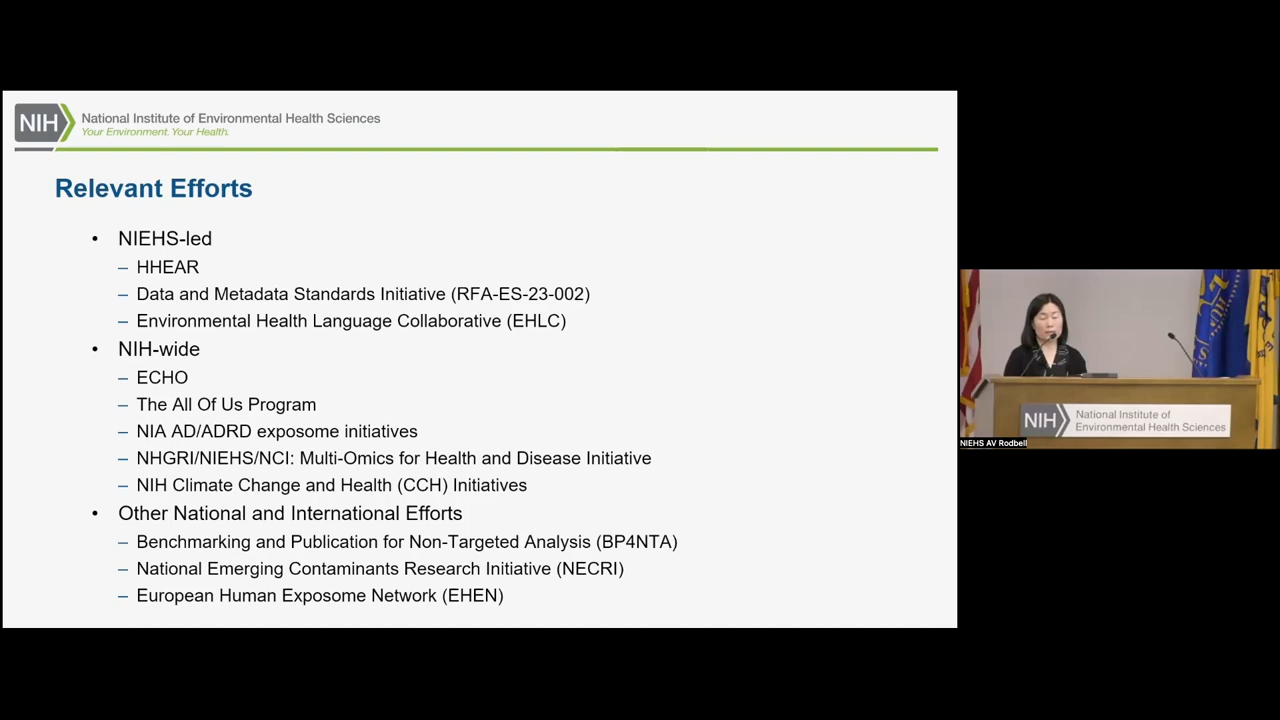 NIH National Institute of Environmental Health Sciences
Your Environment. Your Health.
Relevant Efforts
• NIEHS-led
– HHEAR
– Data and Metadata Standards Initiative (RFA-ES-23-002)
– Environmental Health Language Collaborative (EHLC)
• NIH-wide
– ECHO
– The All Of Us Program
– NIA AD/ADRD exposome initiatives
– NHGRI/NIEHS/NCI: Multi-Omics for Health and Disease Initiative
– NIH Climate Change and Health (CCH) Initiatives
• Other National and International Efforts
– Benchmarking and Publication for Non-Targeted Analysis (BP4NTA)
– National Emerging Contaminants Research Initiative (NECRI)
– European Human Exposome Network (EHEN)
NIH National Institute of
Environmental Health Sciences
NIEHS AV Rodbell